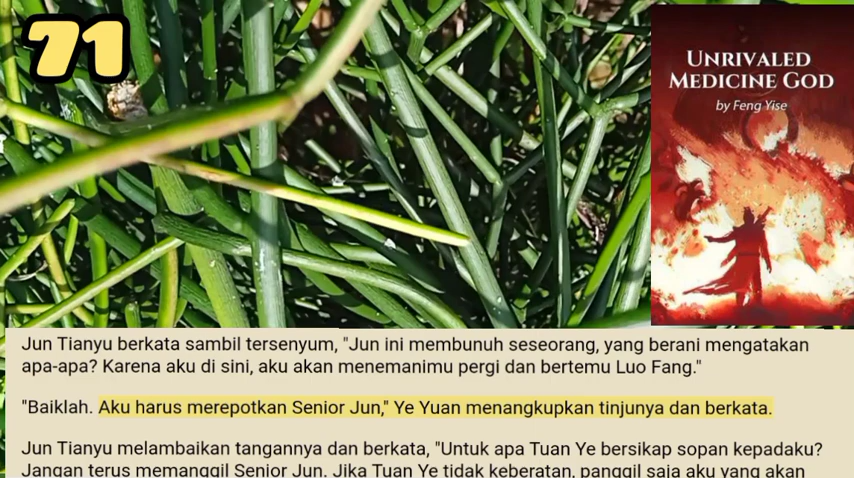 71
UNRIVALED
MEDICINE GOD
by Feng Yise
Jun Tianyu berkata sambil tersenyum, "Jun ini membunuh seseorang, yang berani mengatakan
apa-apa? Karena aku di sini, aku akan menemanimu pergi dan bertemu Luo Fang."
"Baiklah. Aku harus merepotkan Senior Jun," Ye Yuan menangkupkan tinjunya dan berkata.
Jun Tianyu melambaikan tangannya dan berkata, "Untuk apa Tuan Ye bersikap sopan kepadaku?
Jangan terus memanggil Senior Jun. Jika Tuan Ye tidak keberatan, panggil saja aku yang akan